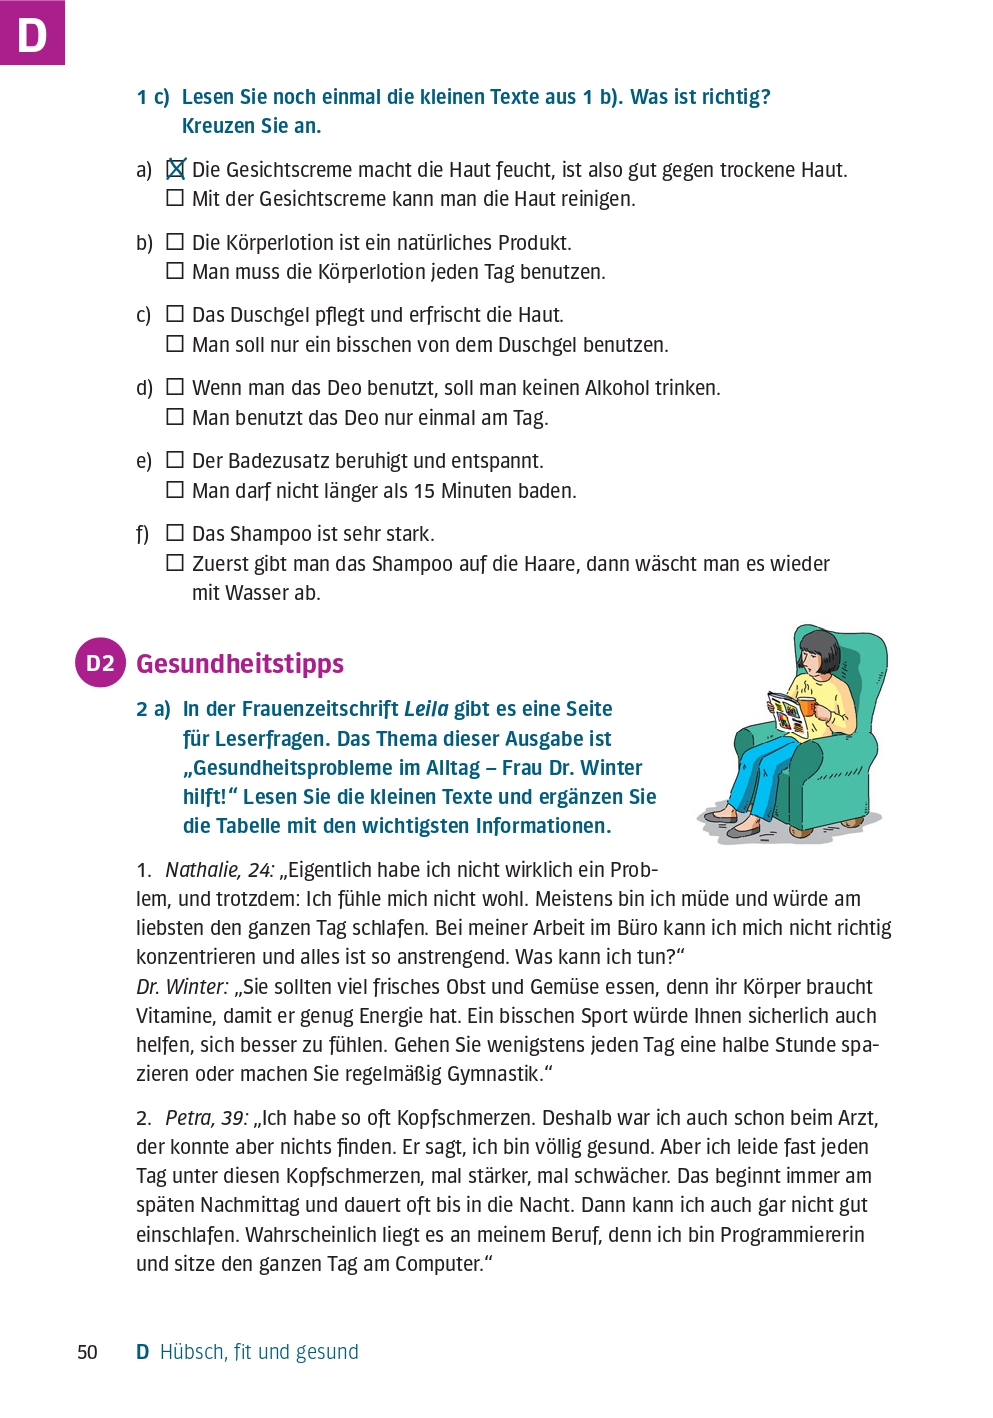 D
1 c) Lesen Sie noch einmal die kleinen Texte aus 1 b). Was ist richtig?
Kreuzen Sie an.
a) ☒ Die Gesichtscreme macht die Haut feucht, ist also gut gegen trockene Haut.
☐ Mit der Gesichtscreme kann man die Haut reinigen.
b) ☐ Die Körperlotion ist ein natürliches Produkt.
☐ Man muss die Körperlotion jeden Tag benutzen.
c) ☐ Das Duschgel pflegt und erfrischt die Haut.
☐ Man soll nur ein bisschen von dem Duschgel benutzen.
d) ☐ Wenn man das Deo benutzt, soll man keinen Alkohol trinken.
☐ Man benutzt das Deo nur einmal am Tag.
e) ☐ Der Badezusatz beruhigt und entspannt.
☐ Man darf nicht länger als 15 Minuten baden.
f) ☐ Das Shampoo ist sehr stark.
☐ Zuerst gibt man das Shampoo auf die Haare, dann wäscht man es wieder
mit Wasser ab.
D2 Gesundheitstipps
2 a) In der Frauenzeitschrift Leila gibt es eine Seite
für Leserfragen. Das Thema dieser Ausgabe ist
„Gesundheitsprobleme im Alltag – Frau Dr. Winter
hilft!“ Lesen Sie die kleinen Texte und ergänzen Sie
die Tabelle mit den wichtigsten Informationen.
1. Nathalie, 24: „Eigentlich habe ich nicht wirklich ein Prob-
lem, und trotzdem: Ich fühle mich nicht wohl. Meistens bin ich müde und würde am
liebsten den ganzen Tag schlafen. Bei meiner Arbeit im Büro kann ich mich nicht richtig
konzentrieren und alles ist so anstrengend. Was kann ich tun?“
Dr. Winter: „Sie sollten viel frisches Obst und Gemüse essen, denn ihr Körper braucht
Vitamine, damit er genug Energie hat. Ein bisschen Sport würde Ihnen sicherlich auch
helfen, sich besser zu fühlen. Gehen Sie wenigstens jeden Tag eine halbe Stunde spa-
zieren oder machen Sie regelmäßig Gymnastik.“
2. Petra, 39: „Ich habe so oft Kopfschmerzen. Deshalb war ich auch schon beim Arzt,
der konnte aber nichts finden. Er sagt, ich bin völlig gesund. Aber ich leide fast jeden
Tag unter diesen Kopfschmerzen, mal stärker, mal schwächer. Das beginnt immer am
späten Nachmittag und dauert oft bis in die Nacht. Dann kann ich auch gar nicht gut
einschlafen. Wahrscheinlich liegt es an meinem Beruf, denn ich bin Programmiererin
und sitze den ganzen Tag am Computer.“
50 D Hübsch, fit und gesund